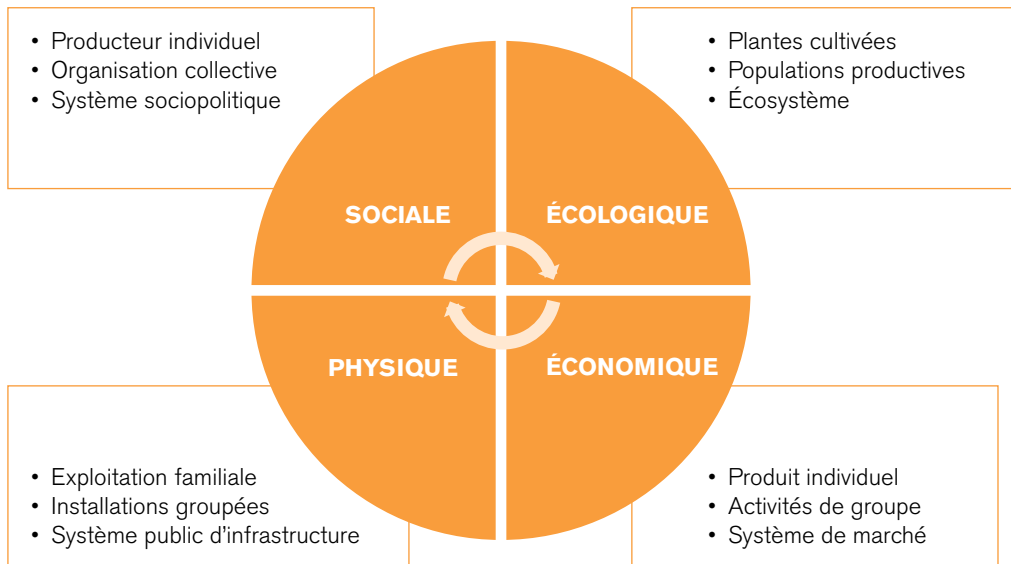 • Producteur individuel
• Organisation collective
• Système sociopolitique
• Plantes cultivées
• Populations productives
• Écosystème
SOCIALE
ÉCOLOGIQUE
PHYSIQUE
ÉCONOMIQUE
• Exploitation familiale
• Installations groupées
• Système public d’infrastructure
• Produit individuel
• Activités de groupe
• Système de marché